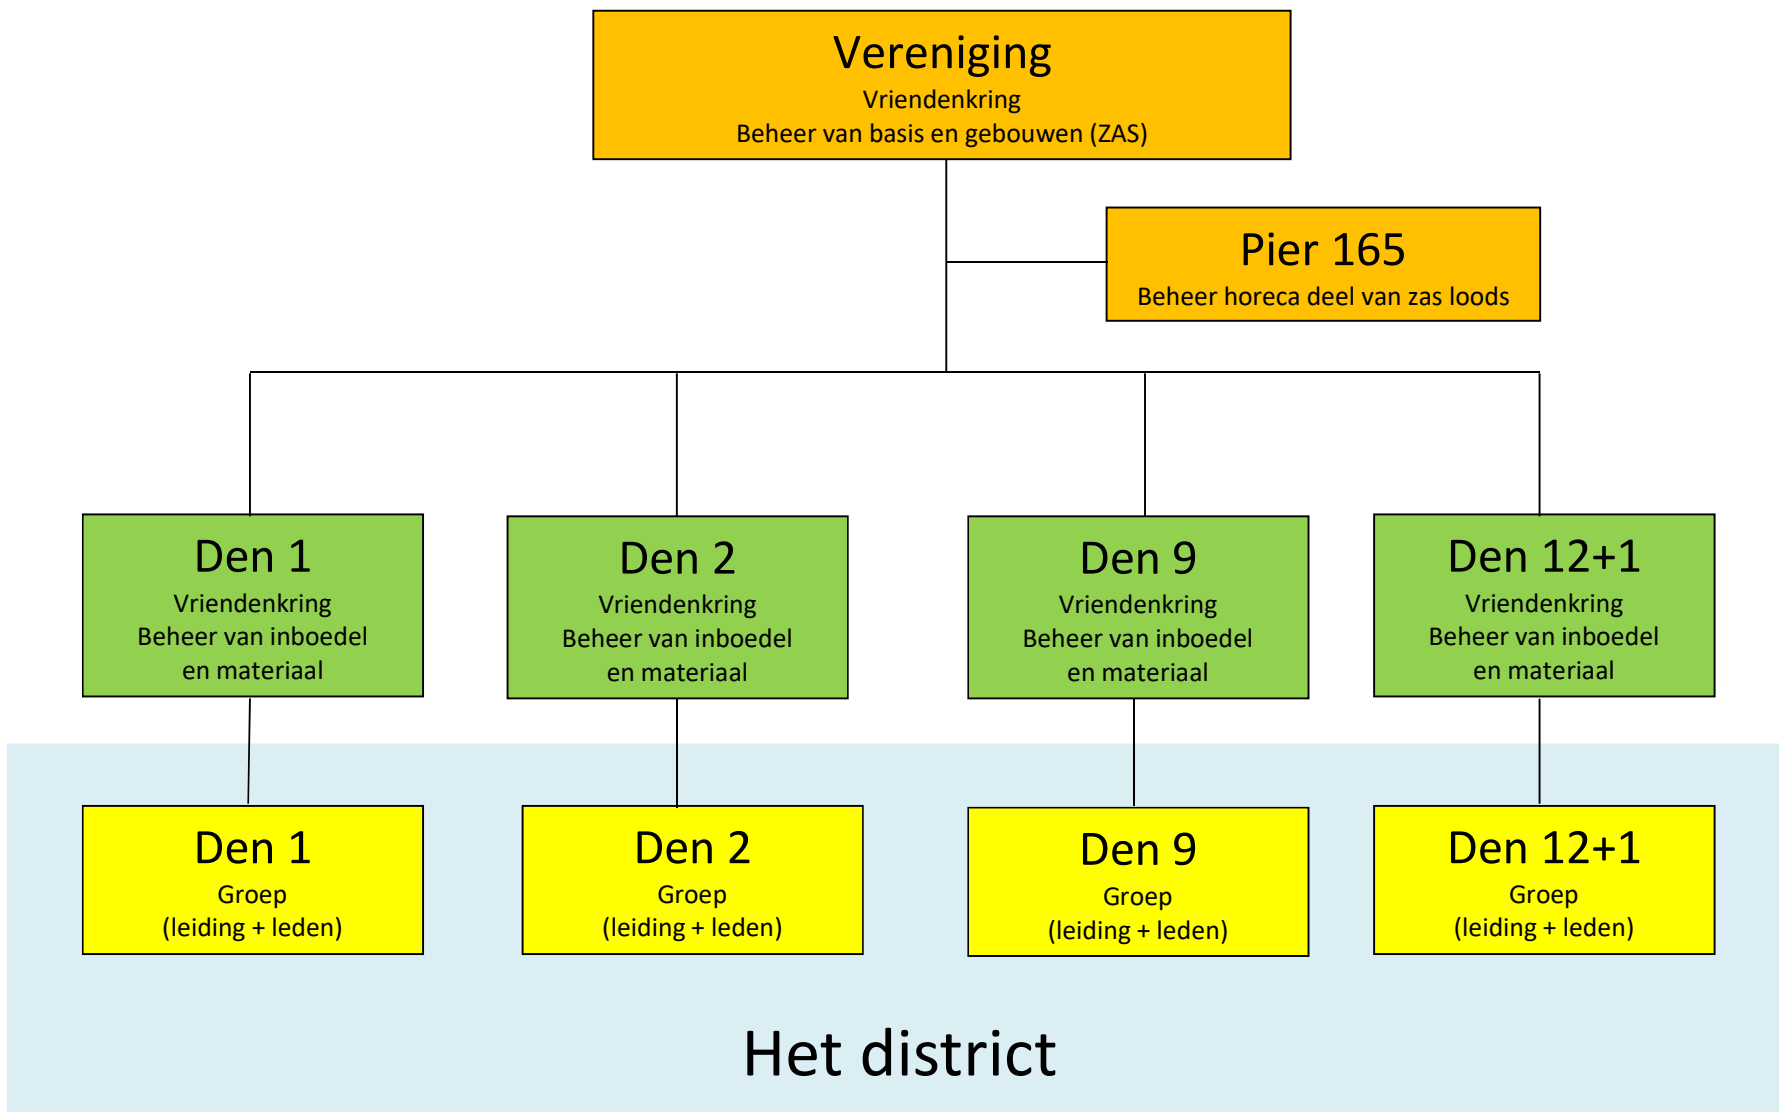 Vereniging
Vriendenkring
Beheer van basis en gebouwen (ZAS)
Pier 165
Beheer horeca deel van zas loods
Den 1
Vriendenkring
Beheer van inboedel
en materiaal
Den 2
Vriendenkring
Beheer van inboedel
en materiaal
Den 9
Vriendenkring
Beheer van inboedel
en materiaal
Den 12+1
Vriendenkring
Beheer van inboedel
en materiaal
Den 1
Groep
(leiding + leden)
Den 2
Groep
(leiding + leden)
Den 9
Groep
(leiding + leden)
Den 12+1
Groep
(leiding + leden)
Het district